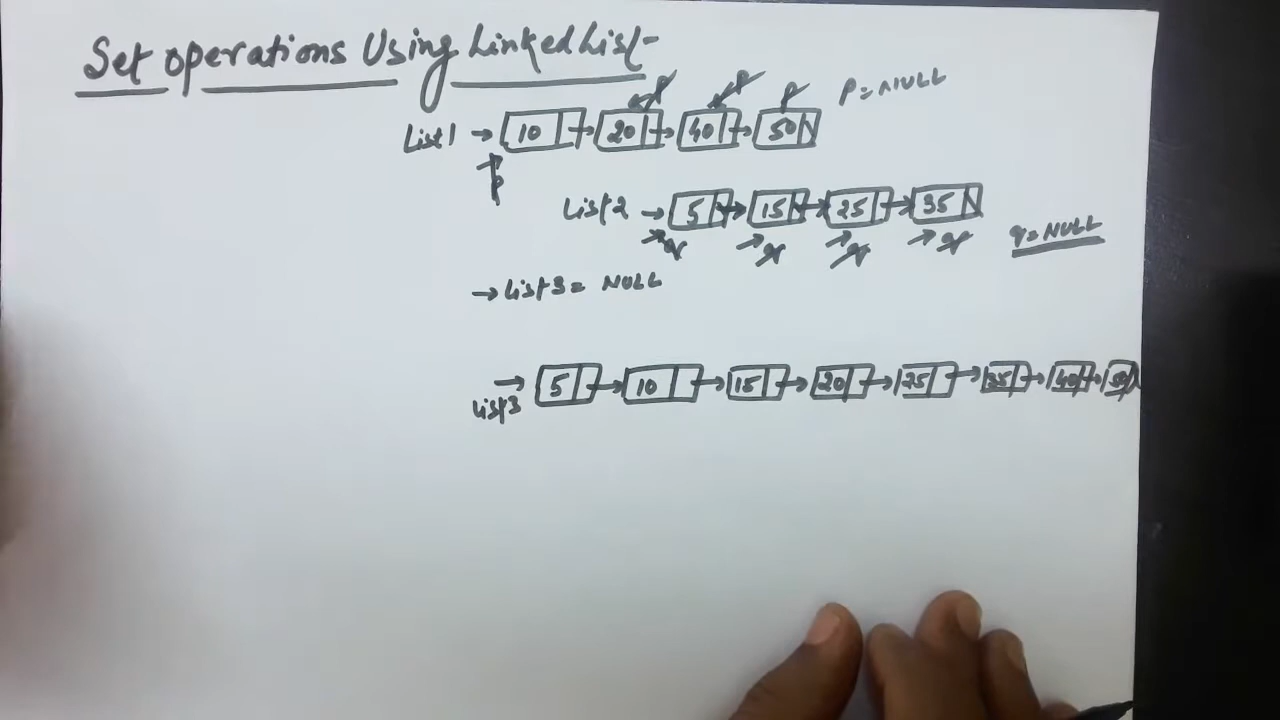 Set operations Using Linked List
P P P P = NULL
List1 → 10 → 20 → 40 → 50
P
List2 → 5 → 15 → 25 → 35
q q q q q = NULL
→ List3 = NULL
List3 → 5 → 10 → 15 → 20 → 25 → 35 → 40 → 50